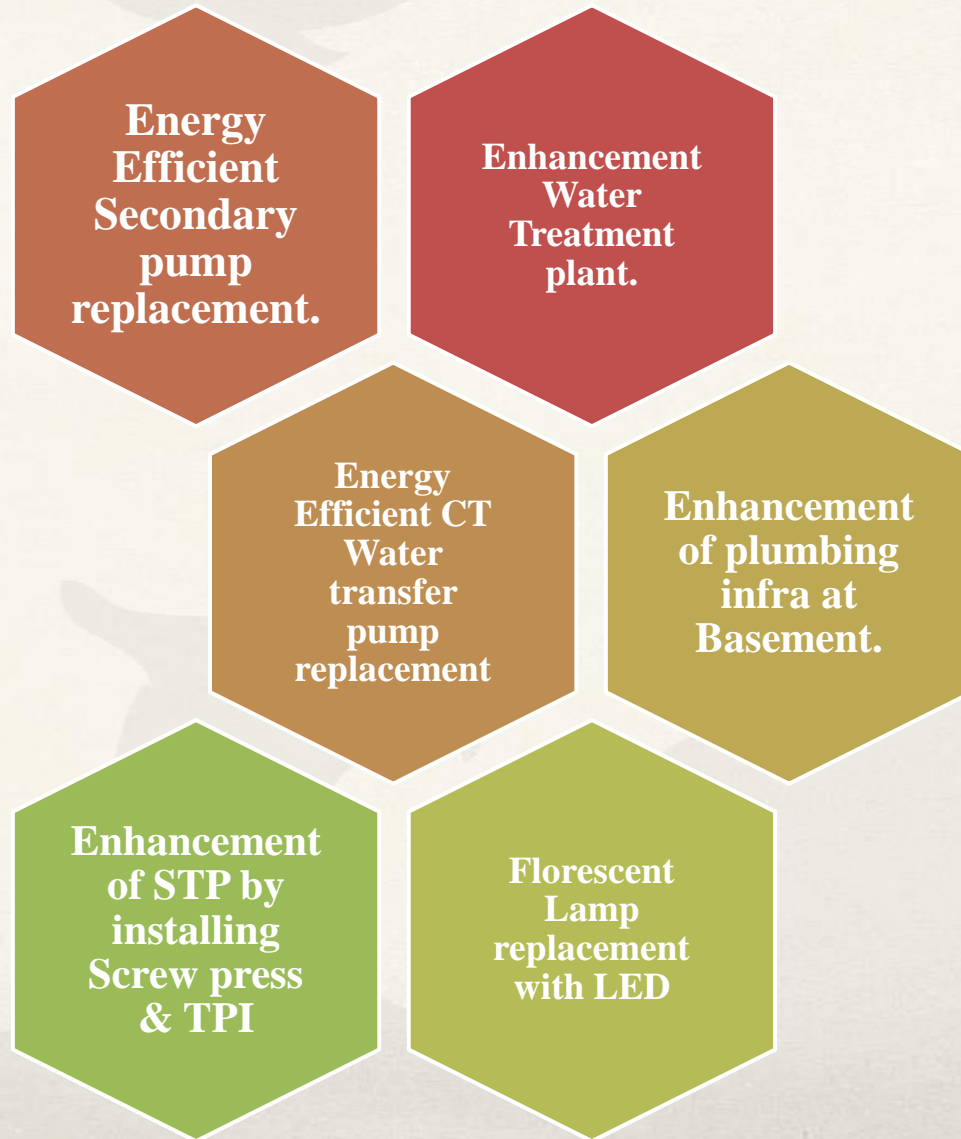 Energy
Efficient
Secondary
pump
replacement.
Enhancement
Water
Treatment
plant.
Energy
Efficient CT
Water
transfer
pump
replacement
Enhancement
of plumbing
infra at
Basement.
Enhancement
of STP by
installing
Screw press
& TPI
Florescent
Lamp
replacement
with LED